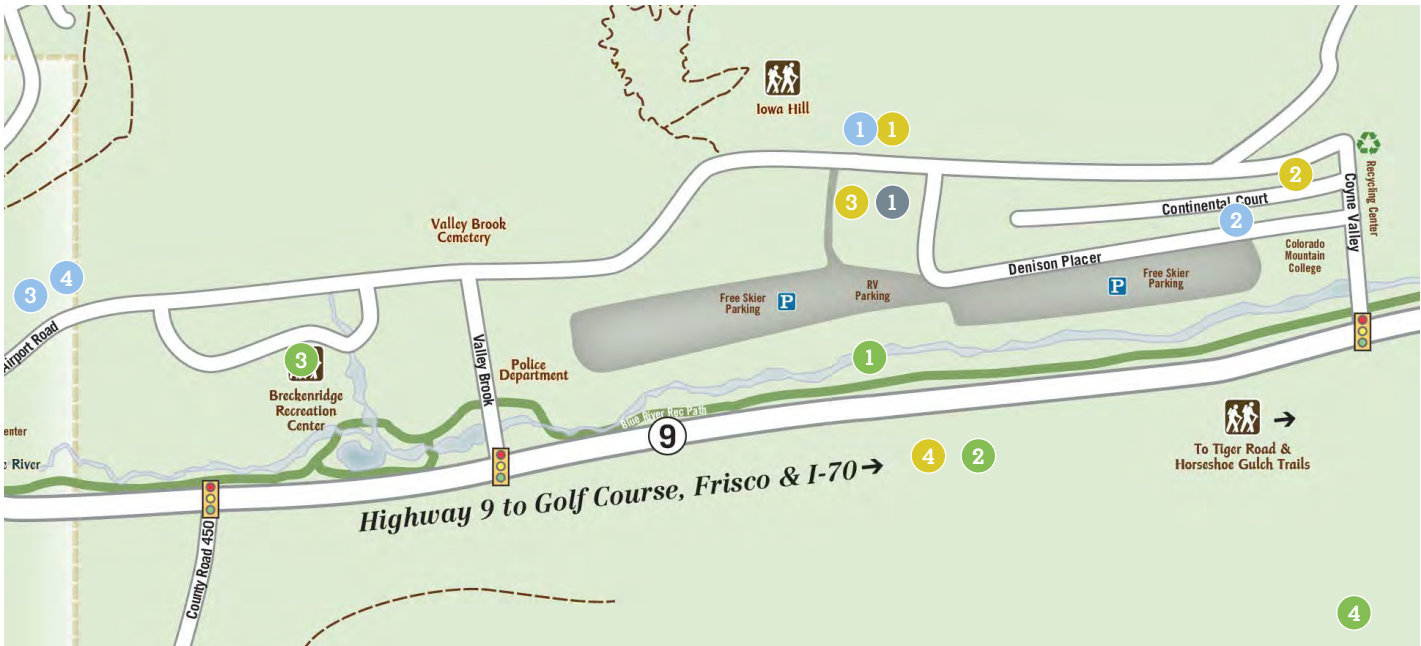 Iowa Hill
1
1
2
3
1
Recycling Center
Continental Court
Coyne Valley
2
Valley Brook
Cemetery
Colorado
Mountain
College
Denison Placer
3
4
Free Skier
Parking
P
RV
Parking
P
Free Skier
Parking
Airport Road
3
Valley Brook
Police
Department
1
Breckenridge
Recreation
Center
Blue River Rec Path
9
enter
River
4
2
To Tiger Road &
Horseshoe Gulch Trails
Highway 9 to Golf Course, Frisco & I-70
County Road 450
4